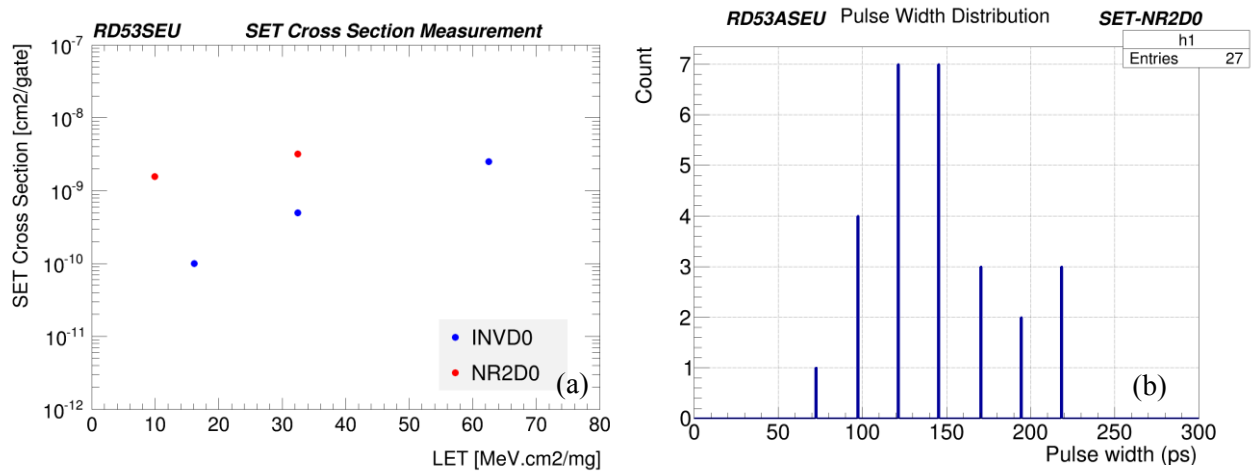 RD53SEU SET Cross Section Measurement
SET Cross Section [cm2/gate]
10-7
10-8
10-9
10-10
10-11
10-12
INVD0
NR2D0
(a)
0 10 20 30 40 50 60 70 80
LET [MeV.cm2/mg]
RD53ASEU Pulse Width Distribution SET-NR2D0
h1
Entries 27
Count
7
6
5
4
3
2
1
0
(b)
0 50 100 150 200 250 300
Pulse width (ps)